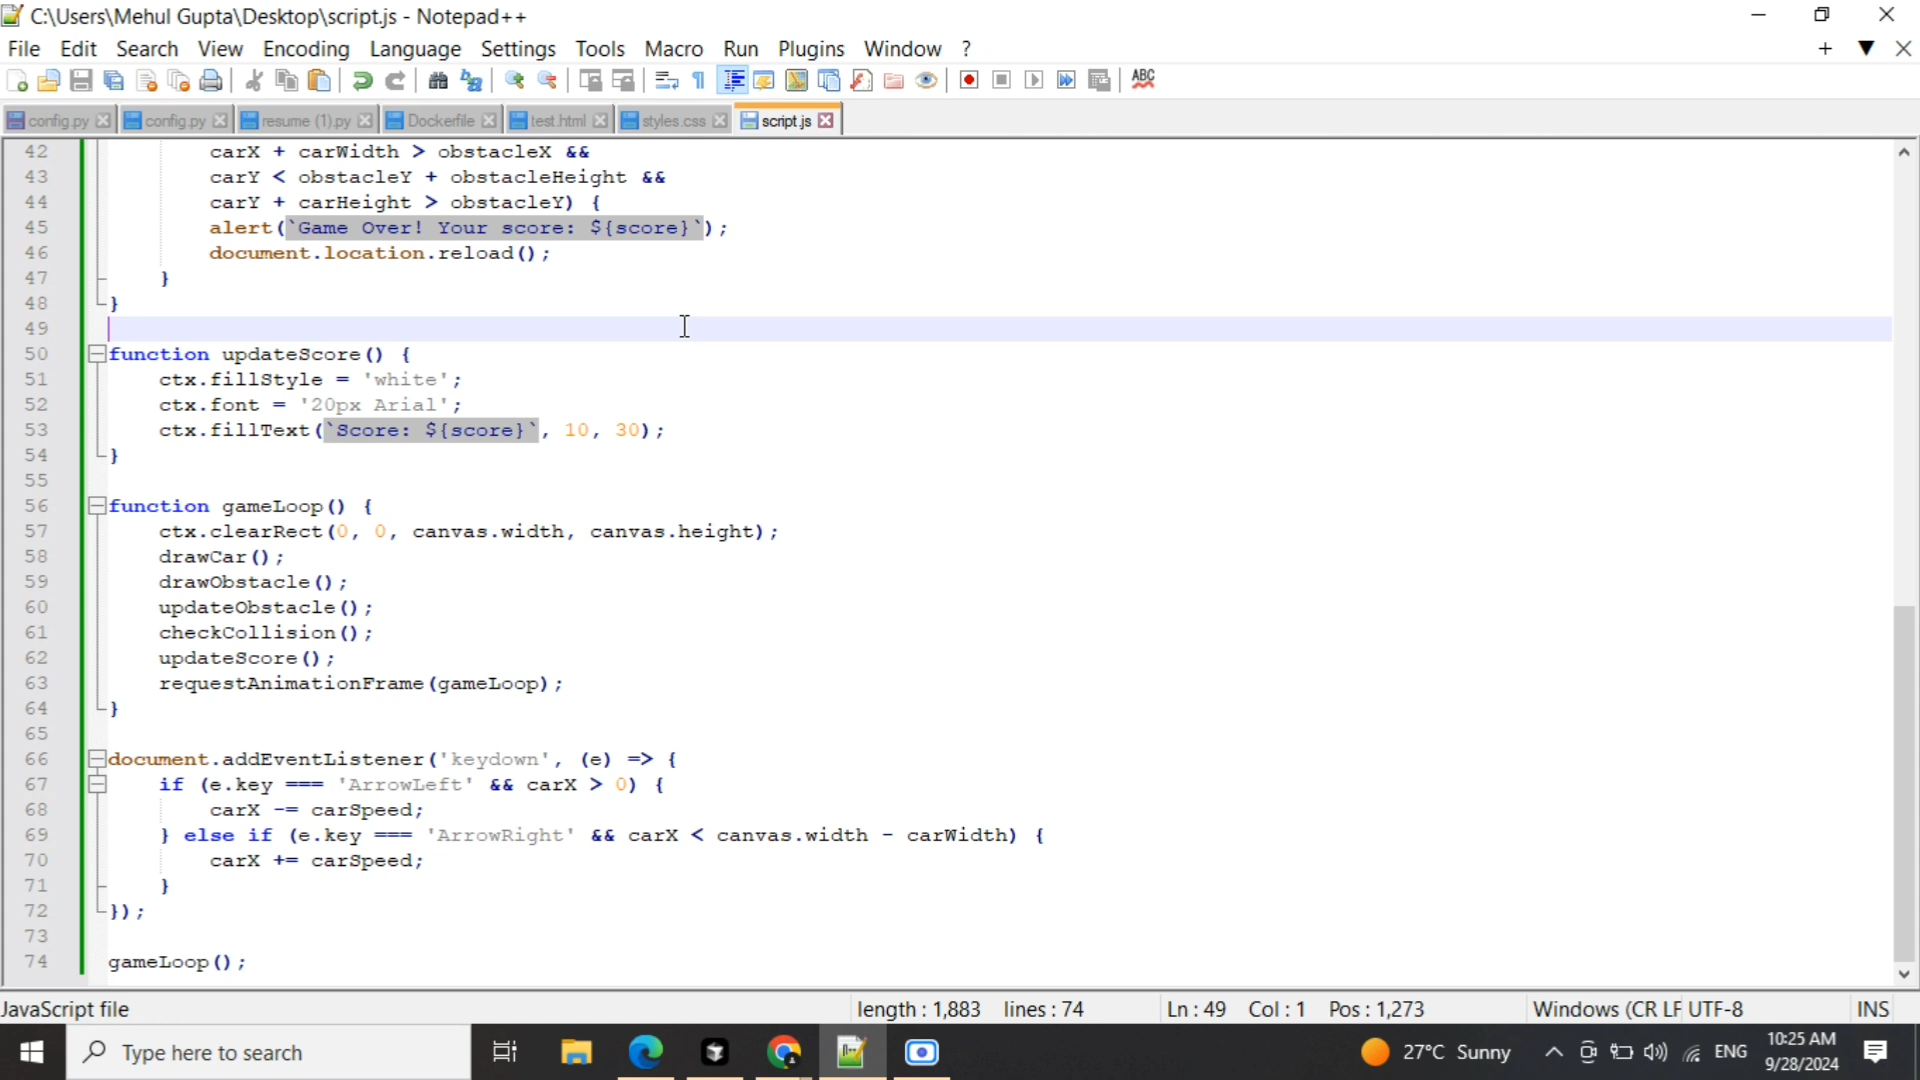 C:\Users\Mehul Gupta\Desktop\script.js - Notepad++
File Edit Search View Encoding Language Settings Tools Macro Run Plugins Window ?
ABC
config.py config.py resume (1).py Dockerfile test.html styles.css script.js
42 carX + carWidth > obstacleX &&
43 carY < obstacleY + obstacleHeight &&
44 carY + carHeight > obstacleY) {
45 alert(`Game Over! Your score: ${score}`);
46 document.location.reload();
47 }
48 }
49
50 function updateScore() {
51 ctx.fillStyle = 'white';
52 ctx.font = '20px Arial';
53 ctx.fillText(`Score: ${score}`, 10, 30);
54 }
55
56 function gameLoop() {
57 ctx.clearRect(0, 0, canvas.width, canvas.height);
58 drawCar();
59 drawObstacle();
60 updateObstacle();
61 checkCollision();
62 updateScore();
63 requestAnimationFrame(gameLoop);
64 }
65
66 document.addEventListener('keydown', (e) => {
67 if (e.key === 'ArrowLeft' && carX > 0) {
68 carX -= carSpeed;
69 } else if (e.key === 'ArrowRight' && carX < canvas.width - carWidth) {
70 carX += carSpeed;
71 }
72 });
73
74 gameLoop();
JavaScript file length : 1,883 lines : 74 Ln : 49 Col : 1 Pos : 1,273 Windows (CR LF UTF-8 INS
Type here to search 27°C Sunny ENG 10:25 AM
9/28/2024